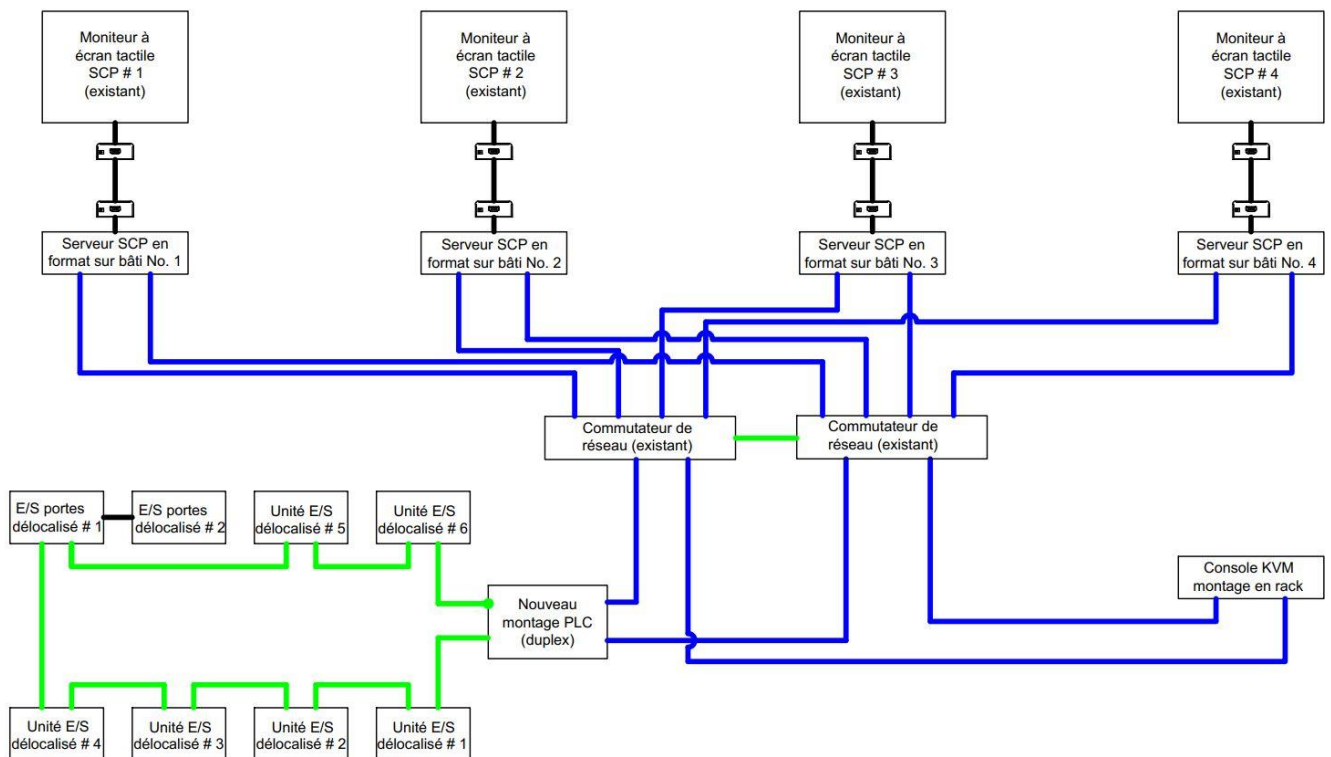 Moniteur à
écran tactile
SCP # 1
(existant)
Moniteur à
écran tactile
SCP # 2
(existant)
Moniteur à
écran tactile
SCP # 3
(existant)
Moniteur à
écran tactile
SCP # 4
(existant)
Serveur SCP en
format sur bâti No. 1
Serveur SCP en
format sur bâti No. 2
Serveur SCP en
format sur bâti No. 3
Serveur SCP en
format sur bâti No. 4
Commutateur de
réseau (existant)
Commutateur de
réseau (existant)
E/S portes
délocalisé # 1
E/S portes
délocalisé # 2
Unité E/S
délocalisé # 5
Unité E/S
délocalisé # 6
Nouveau
montage PLC
(duplex)
Console KVM
montage en rack
Unité E/S
délocalisé # 4
Unité E/S
délocalisé # 3
Unité E/S
délocalisé # 2
Unité E/S
délocalisé # 1